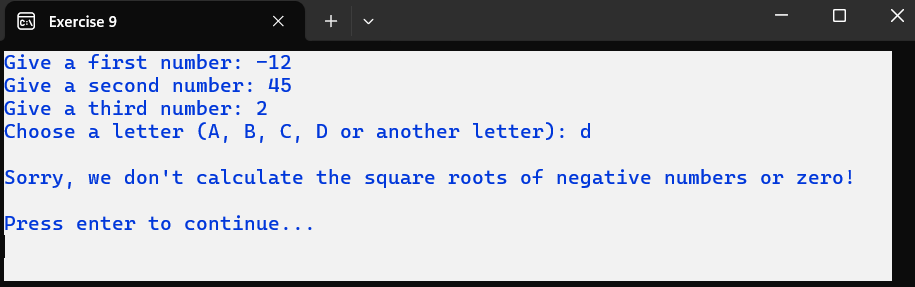 Exercise 9
Give a first number: -12
Give a second number: 45
Give a third number: 2
Choose a letter (A, B, C, D or another letter): d
Sorry, we don't calculate the square roots of negative numbers or zero!
Press enter to continue...